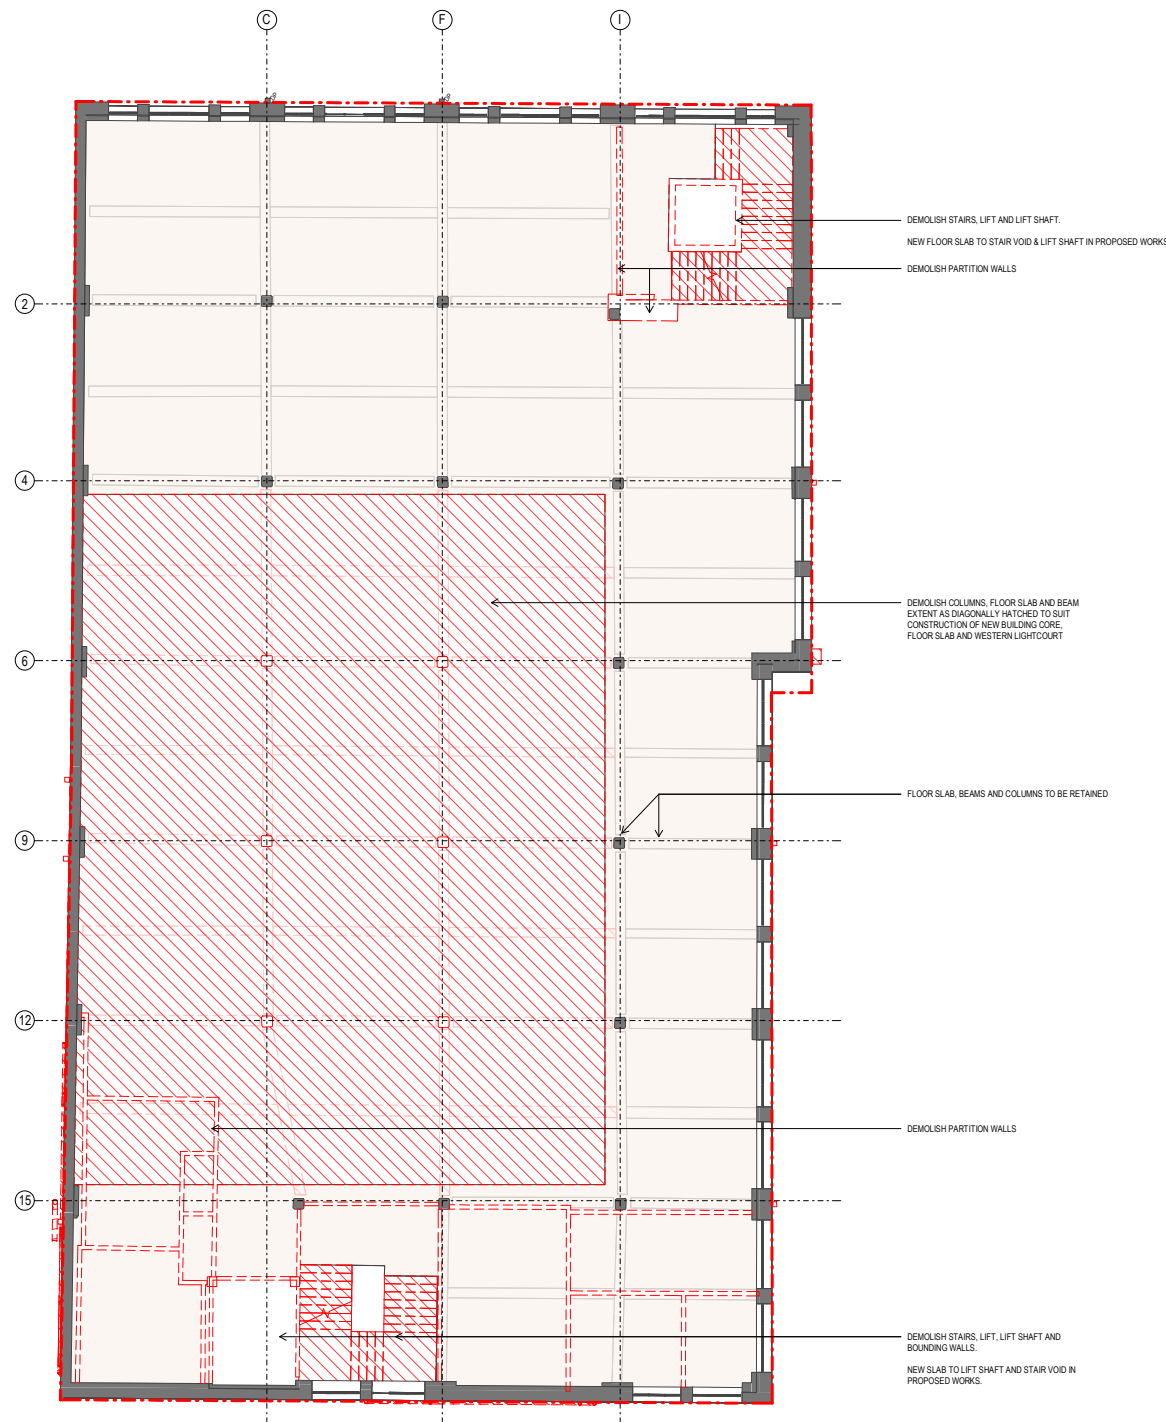 C
F
I
SP
SP
DEMOLISH STAIRS, LIFT AND LIFT SHAFT.
NEW FLOOR SLAB TO STAIR VOID & LIFT SHAFT IN PROPOSED WORKS
DEMOLISH PARTITION WALLS
2
4
DEMOLISH COLUMNS, FLOOR SLAB AND BEAM
EXTENT AS DIAGONALLY HATCHED TO SUIT
CONSTRUCTION OF NEW BUILDING CORE,
FLOOR SLAB AND WESTERN LIGHTCOURT
6
FLOOR SLAB, BEAMS AND COLUMNS TO BE RETAINED
9
12
DEMOLISH PARTITION WALLS
15
DEMOLISH STAIRS, LIFT, LIFT SHAFT AND
BOUNDING WALLS.
NEW SLAB TO LIFT SHAFT AND STAIR VOID IN
PROPOSED WORKS.